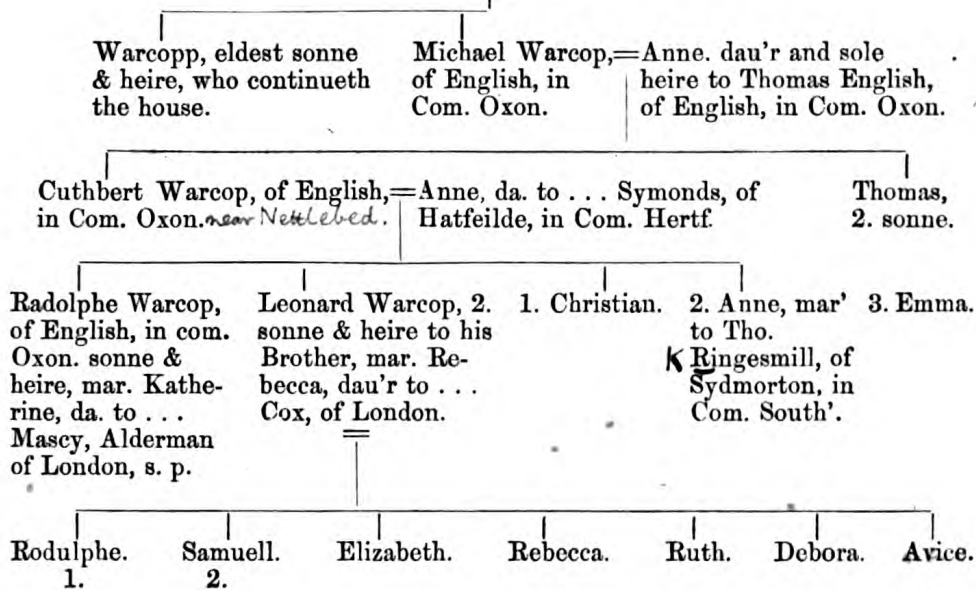 Warcopp, eldest sonne
& heire, who continueth
the house.
Michael Warcop,=
of English, in
Com. Oxon.
Anne. dau'r and sole
heire to Thomas English,
of English, in Com. Oxon.
Cuthbert Warcop, of English,=
in Com. Oxon. near Nettlebed.
Anne, da. to . . . Symonds, of
Hatfeilde, in Com. Hertf.
Thomas,
2. sonne.
Radolphe Warcop,
of English, in com.
Oxon. sonne &
heire, mar. Kathe-
rine, da. to . . .
Mascy, Alderman
of London, s. p.
Leonard Warcop, 2.
sonne & heire to his
Brother, mar. Re-
becca, dau'r to . . .
Cox, of London.
=
1. Christian.
2. Anne, mar'
to Tho.
K Ringesmill, of
Sydmorton, in
Com. South'.
3. Emma.
Rodulphe.
1.
Samuell.
2.
Elizabeth.
Rebecca.
Ruth.
Debora.
Avice.